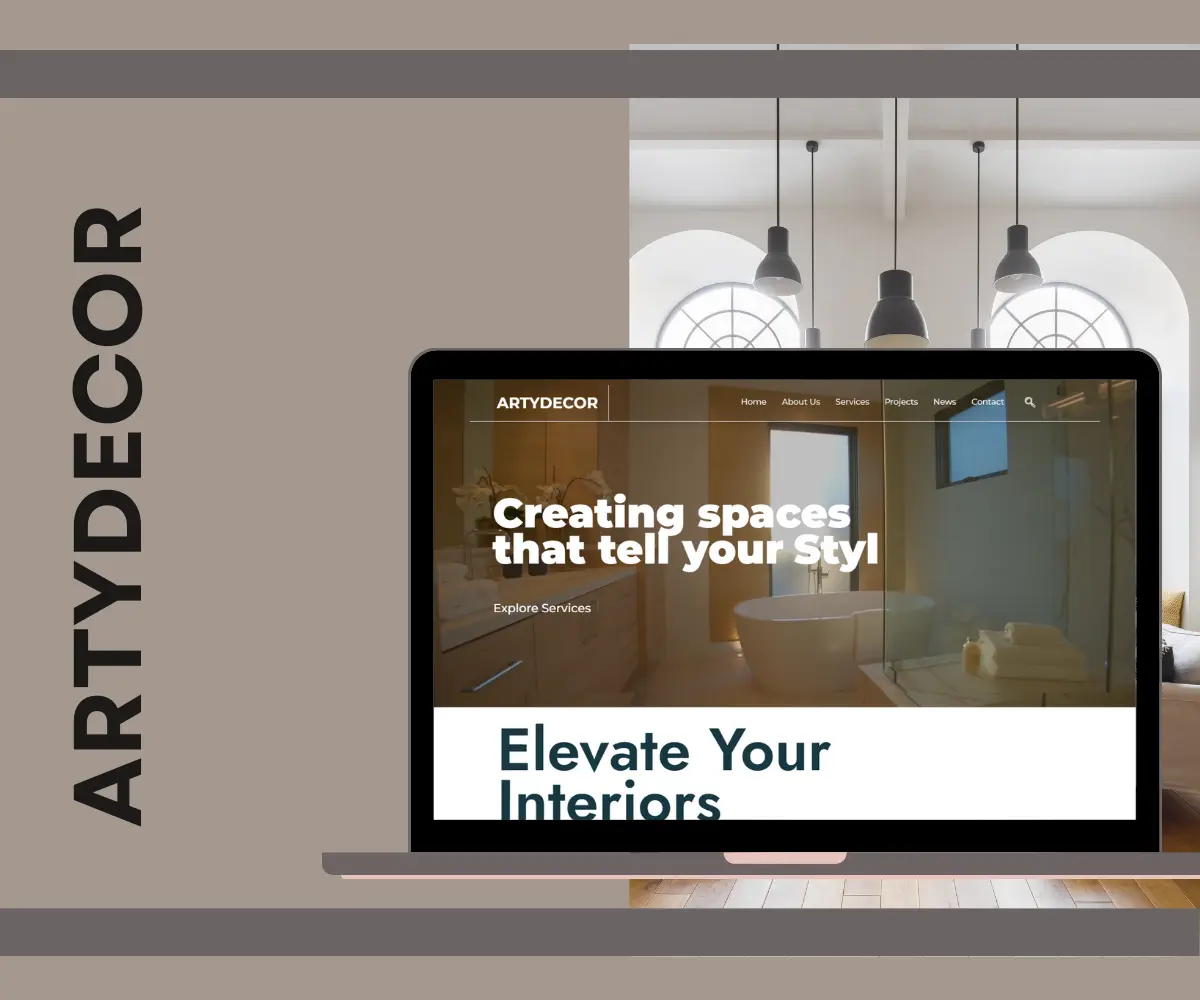 ARTYDECOR
ARTYDECOR
Home About Us Services Projects News Contact
Creating spaces
that tell your Styl
Explore Services
Elevate Your
Interiors